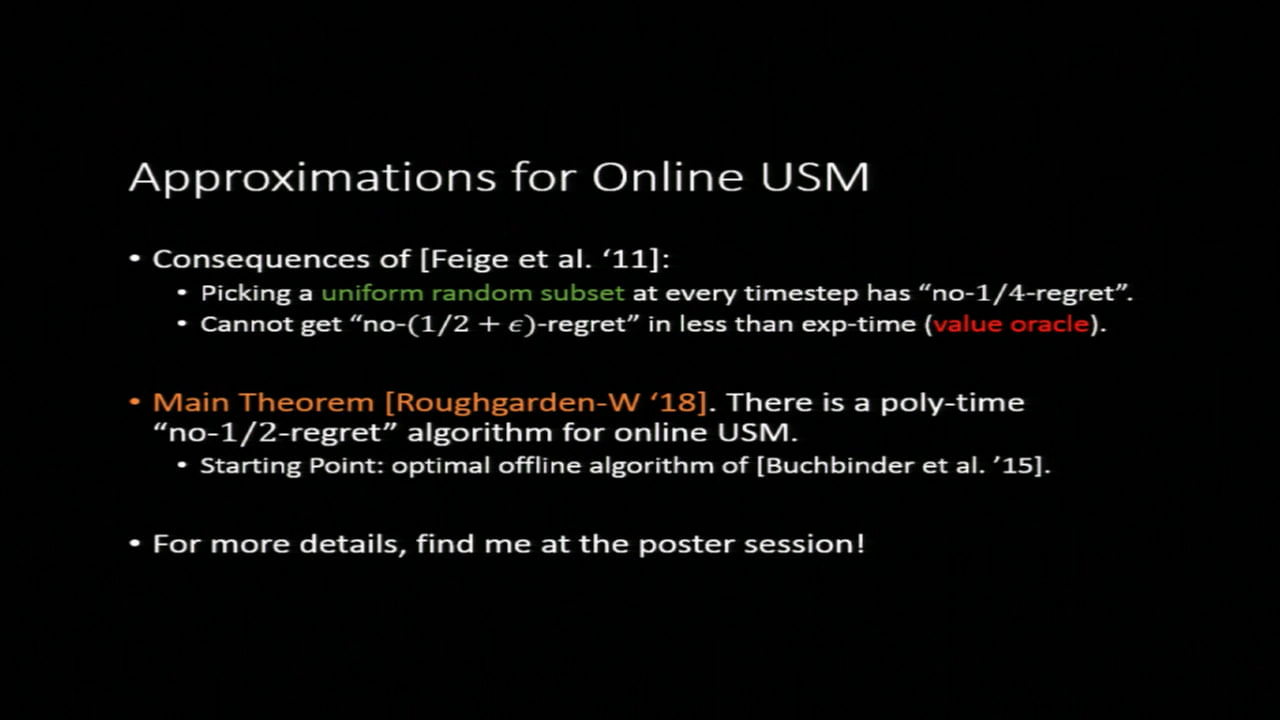 Approximations for Online USM
• Consequences of [Feige et al. ‘11]:
• Picking a uniform random subset at every timestep has “no-1/4-regret”.
• Cannot get “no-(1/2 + ϵ)-regret” in less than exp-time (value oracle).
• Main Theorem [Roughgarden-W ‘18]. There is a poly-time
“no-1/2-regret” algorithm for online USM.
• Starting Point: optimal offline algorithm of [Buchbinder et al. ’15].
• For more details, find me at the poster session!